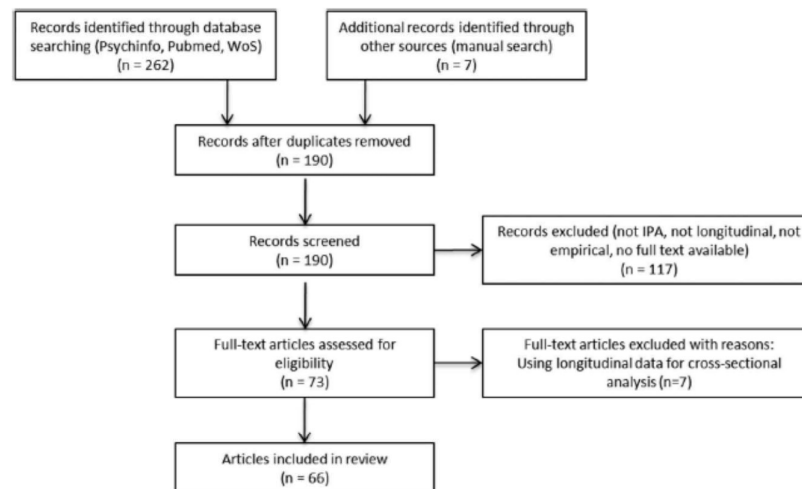 Records identified through database
searching (Psychinfo, Pubmed, WoS)
(n = 262)
Additional records identified through
other sources (manual search)
(n = 7)
Records after duplicates removed
(n = 190)
Records screened
(n = 190)
Records excluded (not IPA, not longitudinal, not
empirical, no full text available)
(n = 117)
Full-text articles assessed for
eligibility
(n = 73)
Full-text articles excluded with reasons:
Using longitudinal data for cross-sectional
analysis (n=7)
Articles included in review
(n = 66)